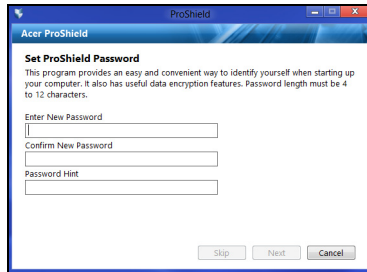 ProShield
Acer ProShield
Set ProShield Password
This program provides an easy and convenient way to identify yourself when starting up
your computer. It also has useful data encryption features. Password length must be 4
to 12 characters.
Enter New Password
Confirm New Password
Password Hint
Skip Next Cancel